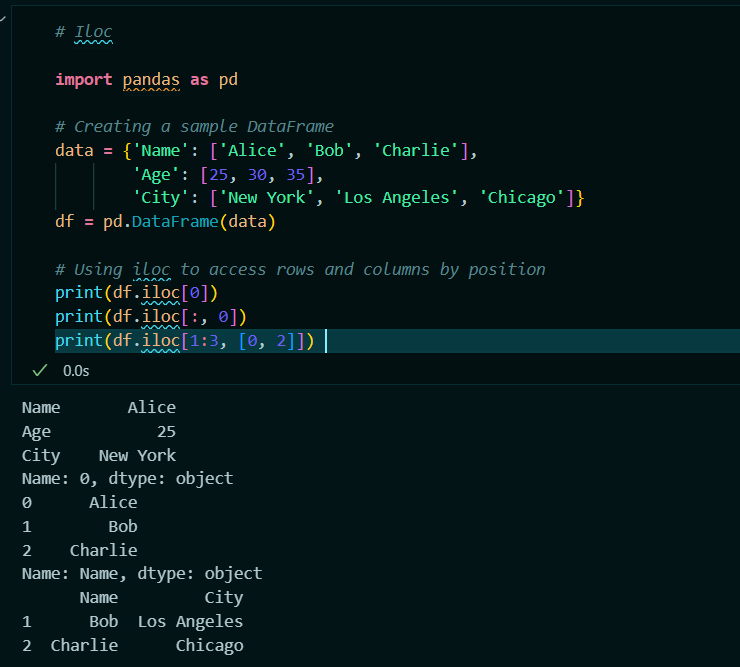 # Iloc
import pandas as pd
# Creating a sample DataFrame
data = {'Name': ['Alice', 'Bob', 'Charlie'],
'Age': [25, 30, 35],
'City': ['New York', 'Los Angeles', 'Chicago']}
df = pd.DataFrame(data)
# Using iloc to access rows and columns by position
print(df.iloc[0])
print(df.iloc[:, 0])
print(df.iloc[1:3, [0, 2]])
0.0s
Name Alice
Age 25
City New York
Name: 0, dtype: object
0 Alice
1 Bob
2 Charlie
Name: Name, dtype: object
Name City
1 Bob Los Angeles
2 Charlie Chicago